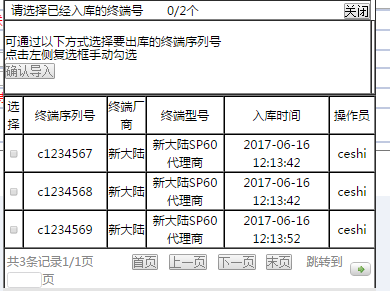 请选择已经入库的终端号 0/2个 关闭
可通过以下方式选择要出库的终端序列号
点击左侧复选框手动勾选
确认导入
选择 终端序列号 终端厂商 终端型号 入库时间 操作员
c1234567 新大陆 新大陆SP60代理商 2017-06-16 12:13:42 ceshi
c1234568 新大陆 新大陆SP60代理商 2017-06-16 12:13:42 ceshi
c1234569 新大陆 新大陆SP60代理商 2017-06-16 12:13:52 ceshi
共3条记录1/1页 首页 上一页 下一页 末页 跳转到
页